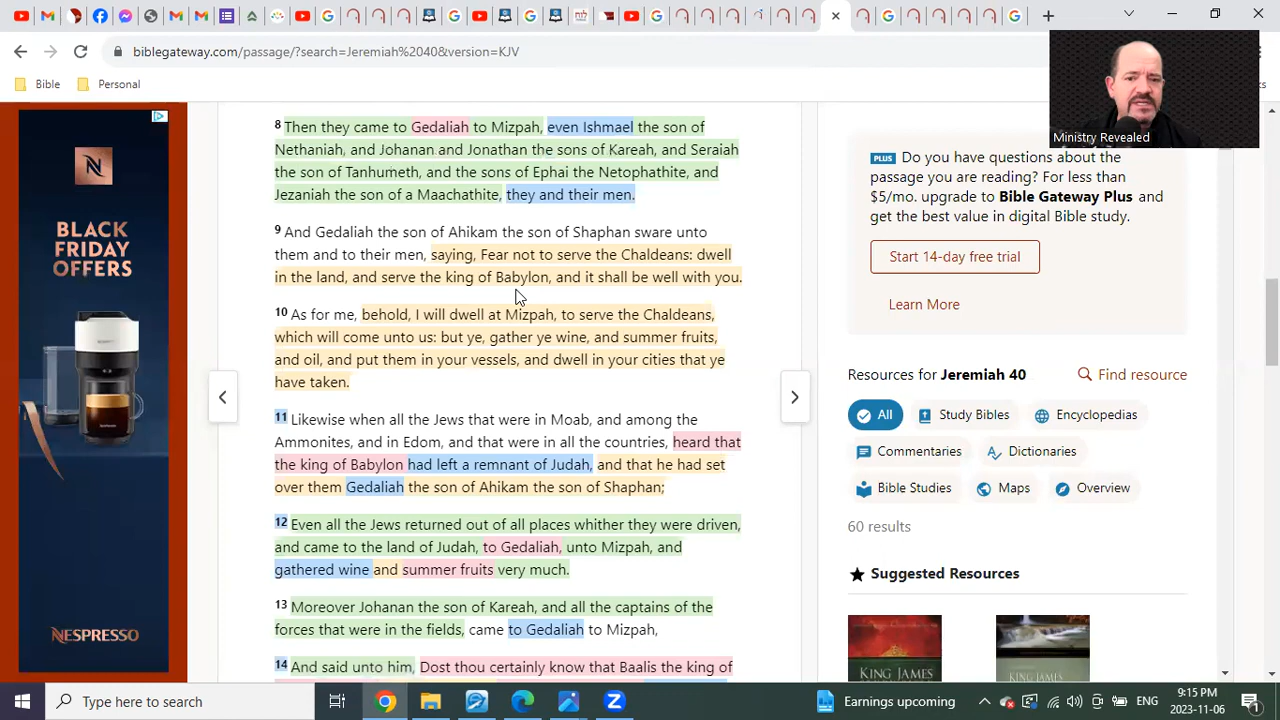 biblegateway.com/passage/?search=Jeremiah%2040&version=KJV
Bible
Personal
Ministry Revealed
8 Then they came to Gedaliah to Mizpah, even Ishmael the son of
Nethaniah, and Johanan and Jonathan the sons of Kareah, and Seraiah
the son of Tanhumeth, and the sons of Ephai the Netophathite, and
Jezaniah the son of a Maachathite, they and their men.
9 And Gedaliah the son of Ahikam the son of Shaphan sware unto
them and to their men, saying, Fear not to serve the Chaldeans: dwell
in the land, and serve the king of Babylon, and it shall be well with you.
10 As for me, behold, I will dwell at Mizpah, to serve the Chaldeans,
which will come unto us: but ye, gather ye wine, and summer fruits,
and oil, and put them in your vessels, and dwell in your cities that ye
have taken.
11 Likewise when all the Jews that were in Moab, and among the
Ammonites, and in Edom, and that were in all the countries, heard that
the king of Babylon had left a remnant of Judah, and that he had set
over them Gedaliah the son of Ahikam the son of Shaphan;
12 Even all the Jews returned out of all places whither they were driven,
and came to the land of Judah, to Gedaliah, unto Mizpah, and
gathered wine and summer fruits very much.
13 Moreover Johanan the son of Kareah, and all the captains of the
forces that were in the fields, came to Gedaliah to Mizpah,
14 And said unto him, Dost thou certainly know that Baalis the king of
N
BLACK
FRIDAY
OFFERS
NESPRESSO
PLUS Do you have questions about the
passage you are reading? For less than
$5/mo. upgrade to Bible Gateway Plus and
get the best value in digital Bible study.
Start 14-day free trial
Learn More
Resources for Jeremiah 40
Find resource
All
Study Bibles
Encyclopedias
Commentaries
Dictionaries
Bible Studies
Maps
Overview
60 results
Suggested Resources
KING JAMES
KING JAMES
Type here to search
Earnings upcoming
ENG
9:15 PM
2023-11-06
1